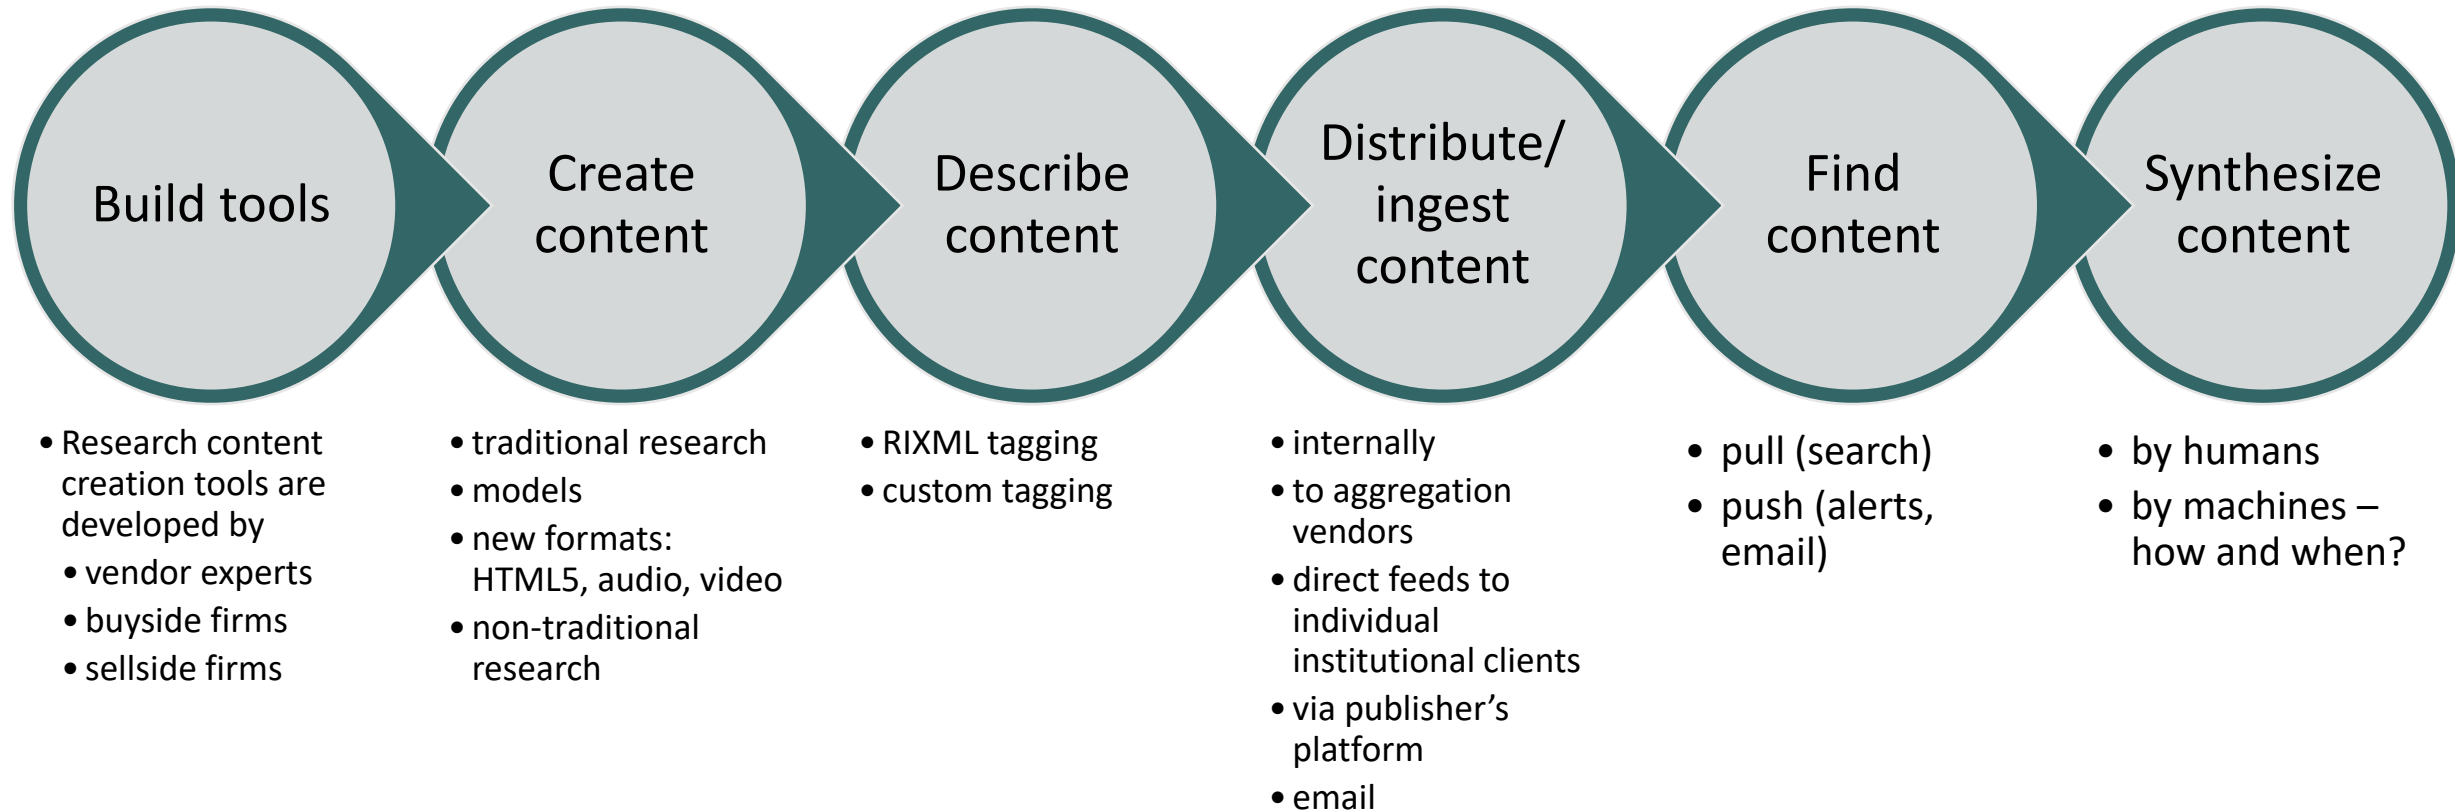 Build tools
Create
content
Describe
content
Distribute/
ingest
content
Find
content
Synthesize
content
• Research content
creation tools are
developed by
• vendor experts
• buyside firms
• sellside firms
• traditional research
• models
• new formats:
HTML5, audio, video
• non-traditional
research
• RIXML tagging
• custom tagging
• internally
• to aggregation
vendors
• direct feeds to
individual
institutional clients
• via publisher’s
platform
• email
• pull (search)
• push (alerts,
email)
• by humans
• by machines –
how and when?